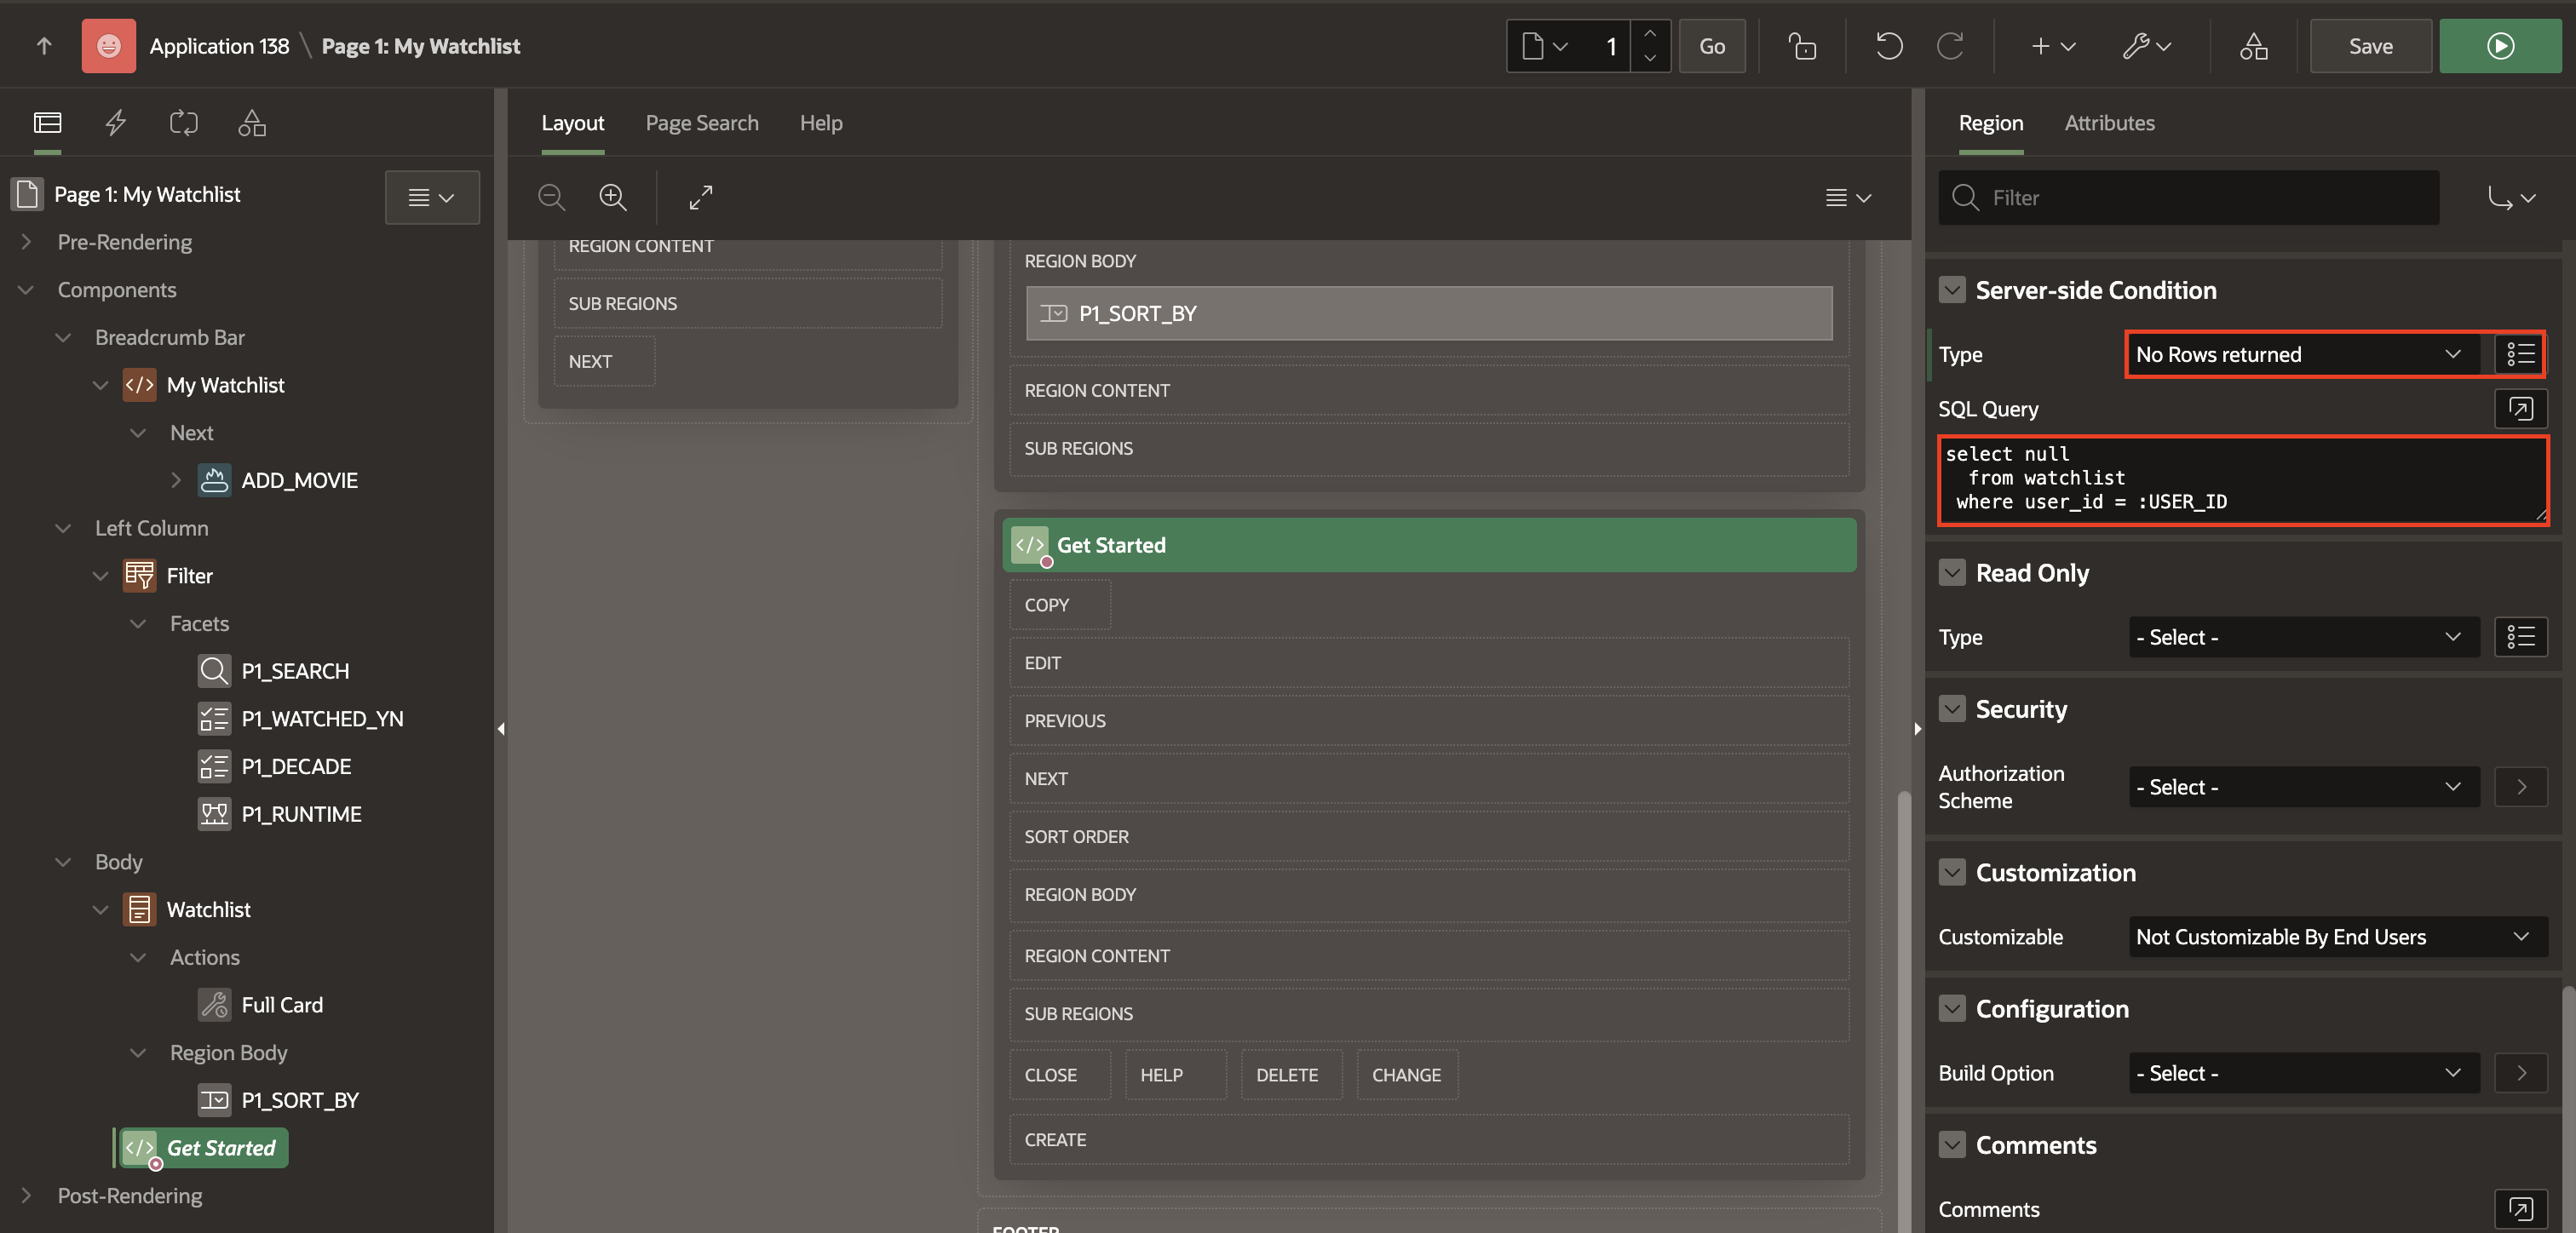 Application 138 \ Page 1: My Watchlist
1
Go
Save
Page 1: My Watchlist
Pre-Rendering
Components
Breadcrumb Bar
My Watchlist
Next
ADD_MOVIE
Left Column
Filter
Facets
P1_SEARCH
P1_WATCHED_YN
P1_DECADE
P1_RUNTIME
Body
Watchlist
Actions
Full Card
Region Body
P1_SORT_BY
Get Started
Post-Rendering
Layout
Page Search
Help
REGION CONTENT
SUB REGIONS
NEXT
REGION BODY
P1_SORT_BY
REGION CONTENT
SUB REGIONS
Get Started
COPY
EDIT
PREVIOUS
NEXT
SORT ORDER
REGION BODY
REGION CONTENT
SUB REGIONS
CLOSE
HELP
DELETE
CHANGE
CREATE
FOOTER
Region
Attributes
Filter
Server-side Condition
Type
No Rows returned
SQL Query
select null
from watchlist
where user_id = :USER_ID
Read Only
Type
- Select -
Security
Authorization
Scheme
- Select -
Customization
Customizable
Not Customizable By End Users
Configuration
Build Option
- Select -
Comments
Comments